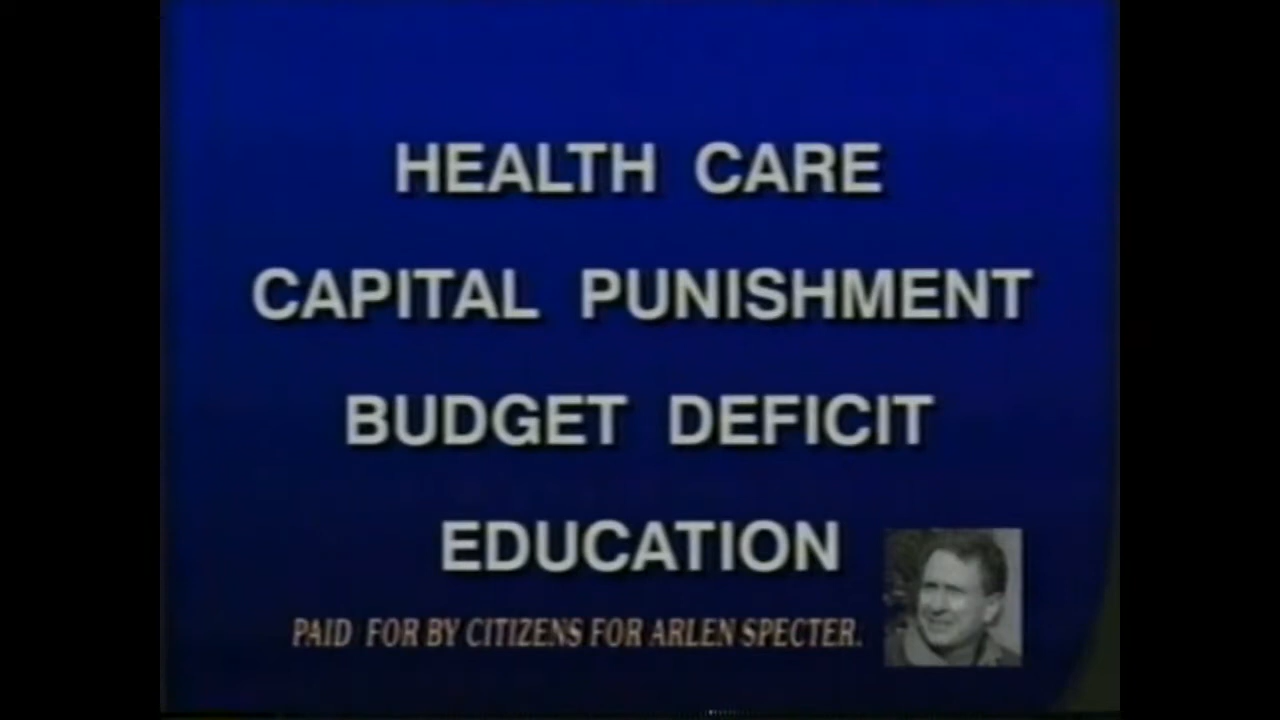 HEALTH CARE
CAPITAL PUNISHMENT
BUDGET DEFICIT
EDUCATION
PAID FOR BY CITIZENS FOR ARLEN SPECTER.